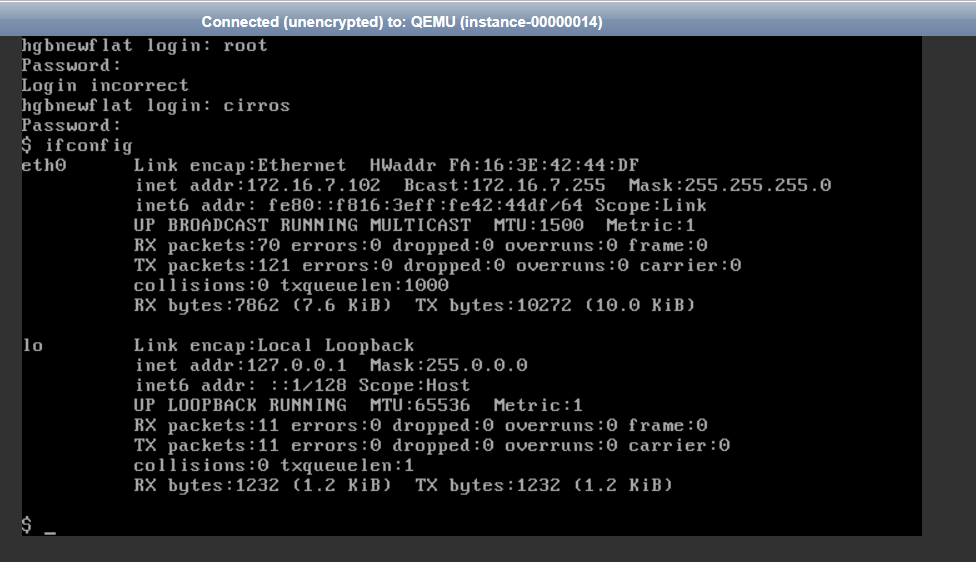 Connected (unencrypted) to: QEMU (instance-00000014)
hgbnewflat login: root
Password:
Login incorrect
hgbnewflat login: cirros
Password:
$ ifconfig
eth0      Link encap:Ethernet  HWaddr FA:16:3E:42:44:DF
          inet addr:172.16.7.102  Bcast:172.16.7.255  Mask:255.255.255.0
          inet6 addr: fe80::f816:3eff:fe42:44df/64 Scope:Link
          UP BROADCAST RUNNING MULTICAST  MTU:1500  Metric:1
          RX packets:70 errors:0 dropped:0 overruns:0 frame:0
          TX packets:121 errors:0 dropped:0 overruns:0 carrier:0
          collisions:0 txqueuelen:1000
          RX bytes:7862 (7.6 KiB)  TX bytes:10272 (10.0 KiB)
lo        Link encap:Local Loopback
          inet addr:127.0.0.1  Mask:255.0.0.0
          inet6 addr: ::1/128 Scope:Host
          UP LOOPBACK RUNNING  MTU:65536  Metric:1
          RX packets:11 errors:0 dropped:0 overruns:0 frame:0
          TX packets:11 errors:0 dropped:0 overruns:0 carrier:0
          collisions:0 txqueuelen:1
          RX bytes:1232 (1.2 KiB)  TX bytes:1232 (1.2 KiB)
$ _